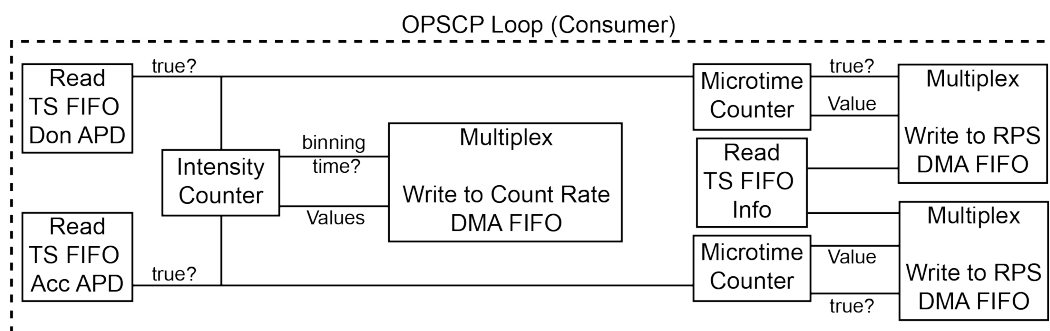 OPSCP Loop (Consumer)
Read
TS FIFO
Don APD
true?
Intensity
Counter
binning
time?
Values
Multiplex
Write to Count Rate
DMA FIFO
Read
TS FIFO
Acc APD
true?
Microtime
Counter
true?
Value
Multiplex
Write to RPS
DMA FIFO
Read
TS FIFO
Info
Microtime
Counter
Value
true?
Multiplex
Write to RPS
DMA FIFO